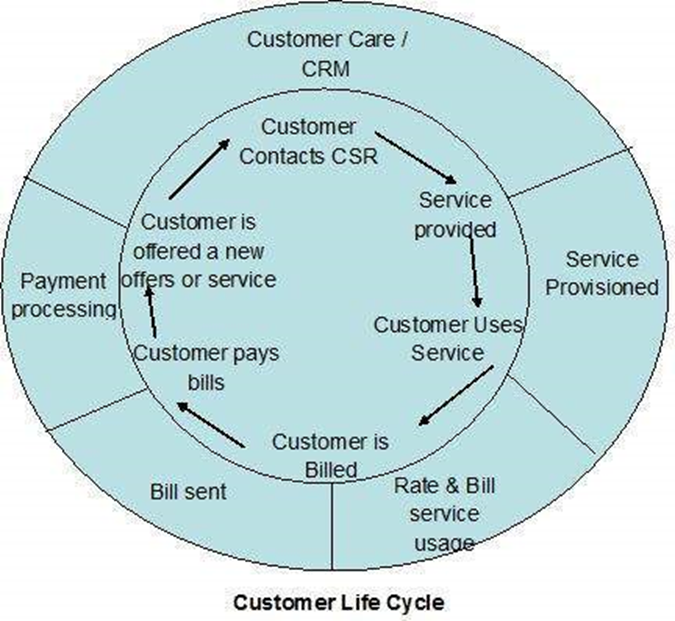 Customer Care /
CRM
Customer
Contacts CSR
Service
provided
Customer is
offered a new
offers or service
Payment
processing
Service
Provisioned
Customer Uses
Service
Customer pays
bills
Customer is
Billed
Bill sent
Rate & Bill
service
usage
Customer Life Cycle